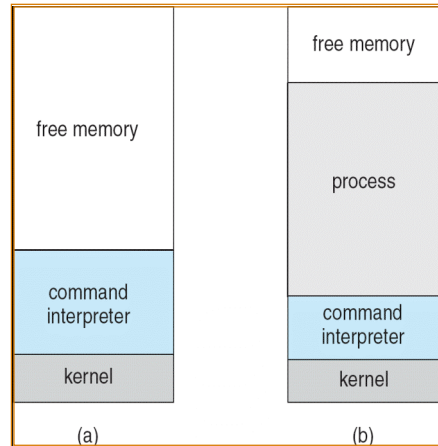 free memory
command
interpreter
kernel
(a)
free memory
process
command
interpreter
kernel
(b)